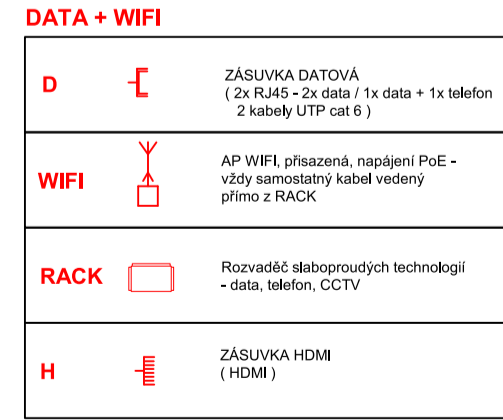 DATA + WIFI
D
ZÁSUVKA DATOVÁ
( 2x RJ45 - 2x data / 1x data + 1x telefon
2 kabely UTP cat 6 )
WIFI
AP WIFI, přisazená, napájení PoE -
vždy samostatný kabel vedený
přímo z RACK
RACK
Rozvaděč slaboproudých technologií
- data, telefon, CCTV
H
ZÁSUVKA HDMI
( HDMI )